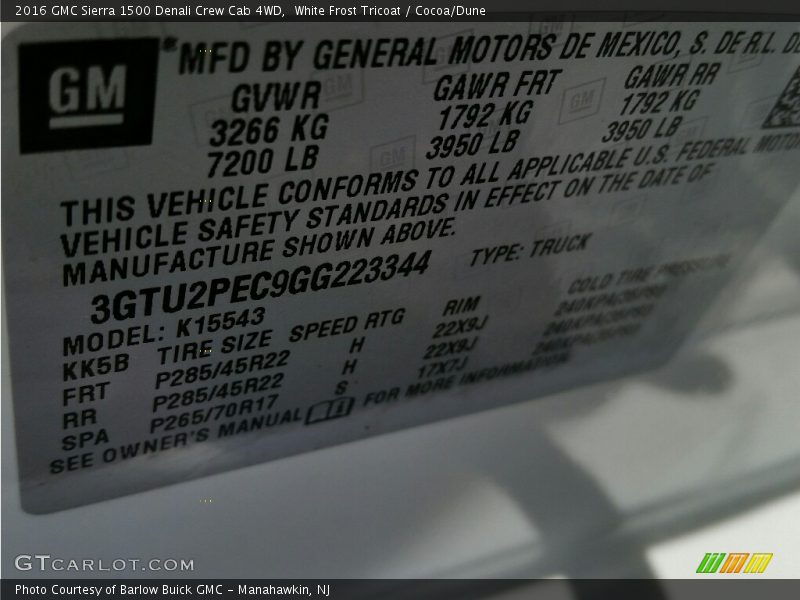 2016 GMC Sierra 1500 Denali Crew Cab 4WD,  White Frost Tricoat / Cocoa/Dune
GM
MFD BY GENERAL MOTORS DE MEXICO, S. DE R.L. DE
GVWR GAWR FRT GAWR RR
3266 KG 1792 KG 1792 KG
7200 LB 3950 LB 3950 LB
THIS VEHICLE CONFORMS TO ALL APPLICABLE U.S. FEDERAL MOTOR
VEHICLE SAFETY STANDARDS IN EFFECT ON THE DATE OF
MANUFACTURE SHOWN ABOVE.
3GTU2PEC9GG223344 TYPE: TRUCK
MODEL: K15543
KK5B TIRE SIZE SPEED RTG RIM COLD TIRE PRESSURE
FRT P285/45R22 H 22X9J
RR P285/45R22 H 22X9J
SPA P265/70R17 S 17X7J
SEE OWNER'S MANUAL FOR MORE INFORMATION
GTCARLOT.COM
Photo Courtesy of Barlow Buick GMC - Manahawkin, NJ